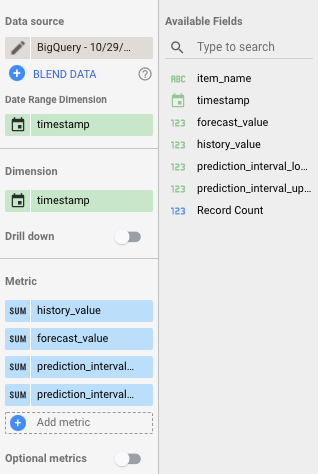 Data source
BigQuery - 10/29/...
BLEND DATA
Date Range Dimension
timestamp
Dimension
timestamp
Drill down
Metric
SUM history_value
SUM forecast_value
SUM prediction_interval...
SUM prediction_interval...
Add metric
Optional metrics
Available Fields
Type to search
ABC item_name
timestamp
123 forecast_value
123 history_value
123 prediction_interval_lo...
123 prediction_interval_up...
123 Record Count